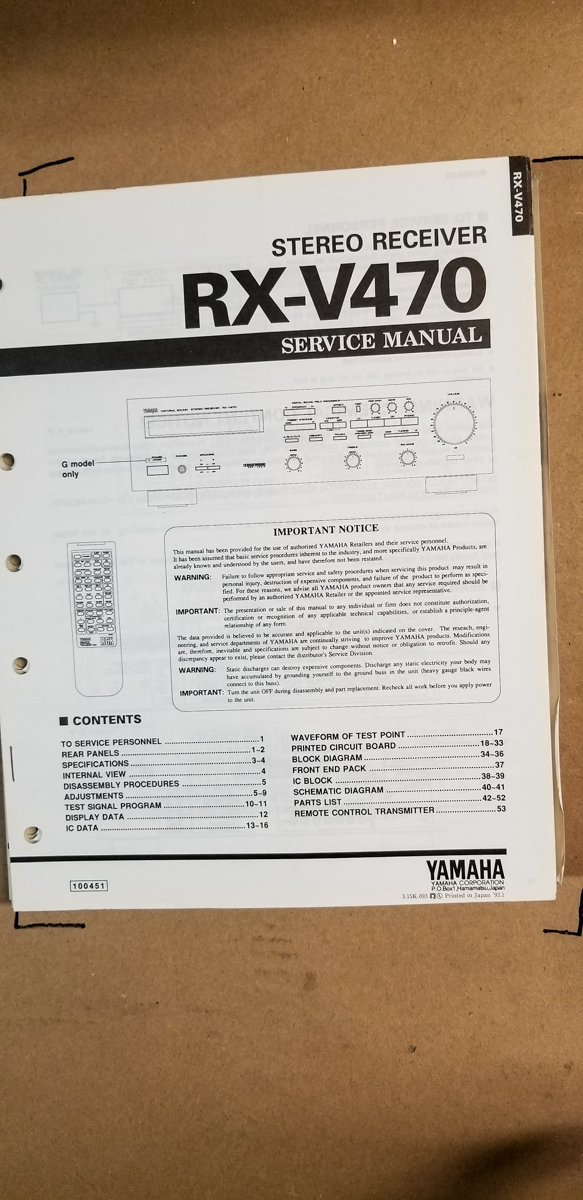 RX-V470
STEREO RECEIVER
RX-V470
SERVICE MANUAL
YAMAHA NATURAL SOUND STEREO RECEIVER RX-V470
VOLUME
G model
only
IMPORTANT NOTICE
This manual has been provided for the use of authorized YAMAHA Retailers and their service personnel.
It has been assumed that basic service procedures inherent to the industry, and more specifically YAMAHA Products, are
already known and understood by the users, and have therefore not been restated.
WARNING: Failure to follow appropriate service and safety procedures when servicing this product may result in
personal injury, destruction of expensive components, and failure of the product to perform as speci-
fied. For these reasons, we advise all YAMAHA product owners that any service required should be
performed by an authorized YAMAHA Retailer or the appointed service representative.
IMPORTANT: The presentation or sale of this manual to any individual or firm does not constitute authorization,
certification or recognition of any applicable technical capabilities, or establish a principle-agent
relationship of any form.
The data provided is believed to be accurate and applicable to the unit(s) indicated on the cover. The reseach, engi-
neering, and service departments of YAMAHA are continually striving to improve YAMAHA products. Modifications
are, therefore, inevitable and specifications are subject to change without notice or obligation to retrofit. Should any
discrepancy appear to exist, please contact the distributor's Service Division.
WARNING: Static discharges can destroy expensive components. Discharge any static electricity your body may
have accumulated by grounding yourself to the ground buss in the unit (heavy gauge black wires
connect to this buss).
IMPORTANT: Turn the unit OFF during disassembly and part replacement. Recheck all work before you apply power
to the unit.
■ CONTENTS
TO SERVICE PERSONNEL ... 1
REAR PANELS ... 1~2
SPECIFICATIONS ... 3~4
INTERNAL VIEW ... 4
DISASSEMBLY PROCEDURES ... 5
ADJUSTMENTS ... 5~9
TEST SIGNAL PROGRAM ... 10~11
DISPLAY DATA ... 12
IC DATA ... 13~16
WAVEFORM OF TEST POINT ... 17
PRINTED CIRCUIT BOARD ... 18~33
BLOCK DIAGRAM ... 34~36
FRONT END PACK ... 37
IC BLOCK ... 38~39
SCHEMATIC DIAGRAM ... 40~41
PARTS LIST ... 42~52
REMOTE CONTROL TRANSMITTER ... 53
100451
YAMAHA
YAMAHA CORPORATION
P.O.Box1,Hamamatsu,Japan
3.15K-093 Printed in Japan '93.1